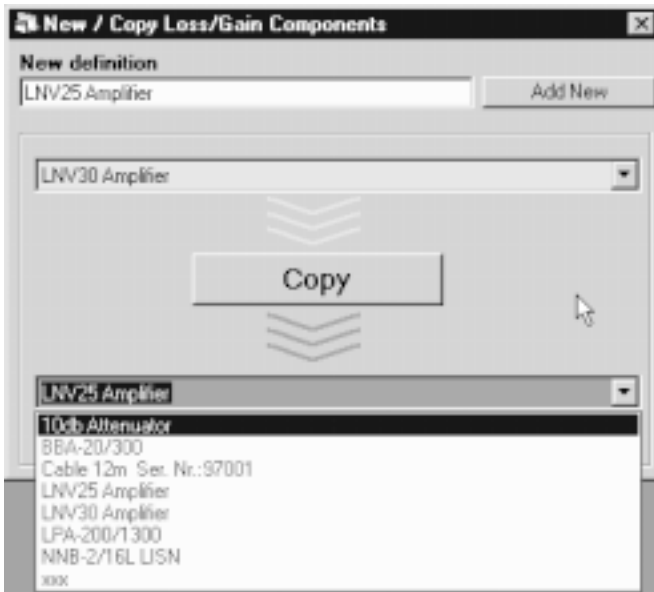 New / Copy Loss/Gain Components
New definition
LNV25 Amplifier
Add New
LNV30 Amplifier
Copy
LNV25 Amplifier
10db Attenuator
BBA-20/300
Cable 12m Ser. Nr.:97001
LNV25 Amplifier
LNV30 Amplifier
LPA-200/1300
NNB-2/16L LISN
xxx